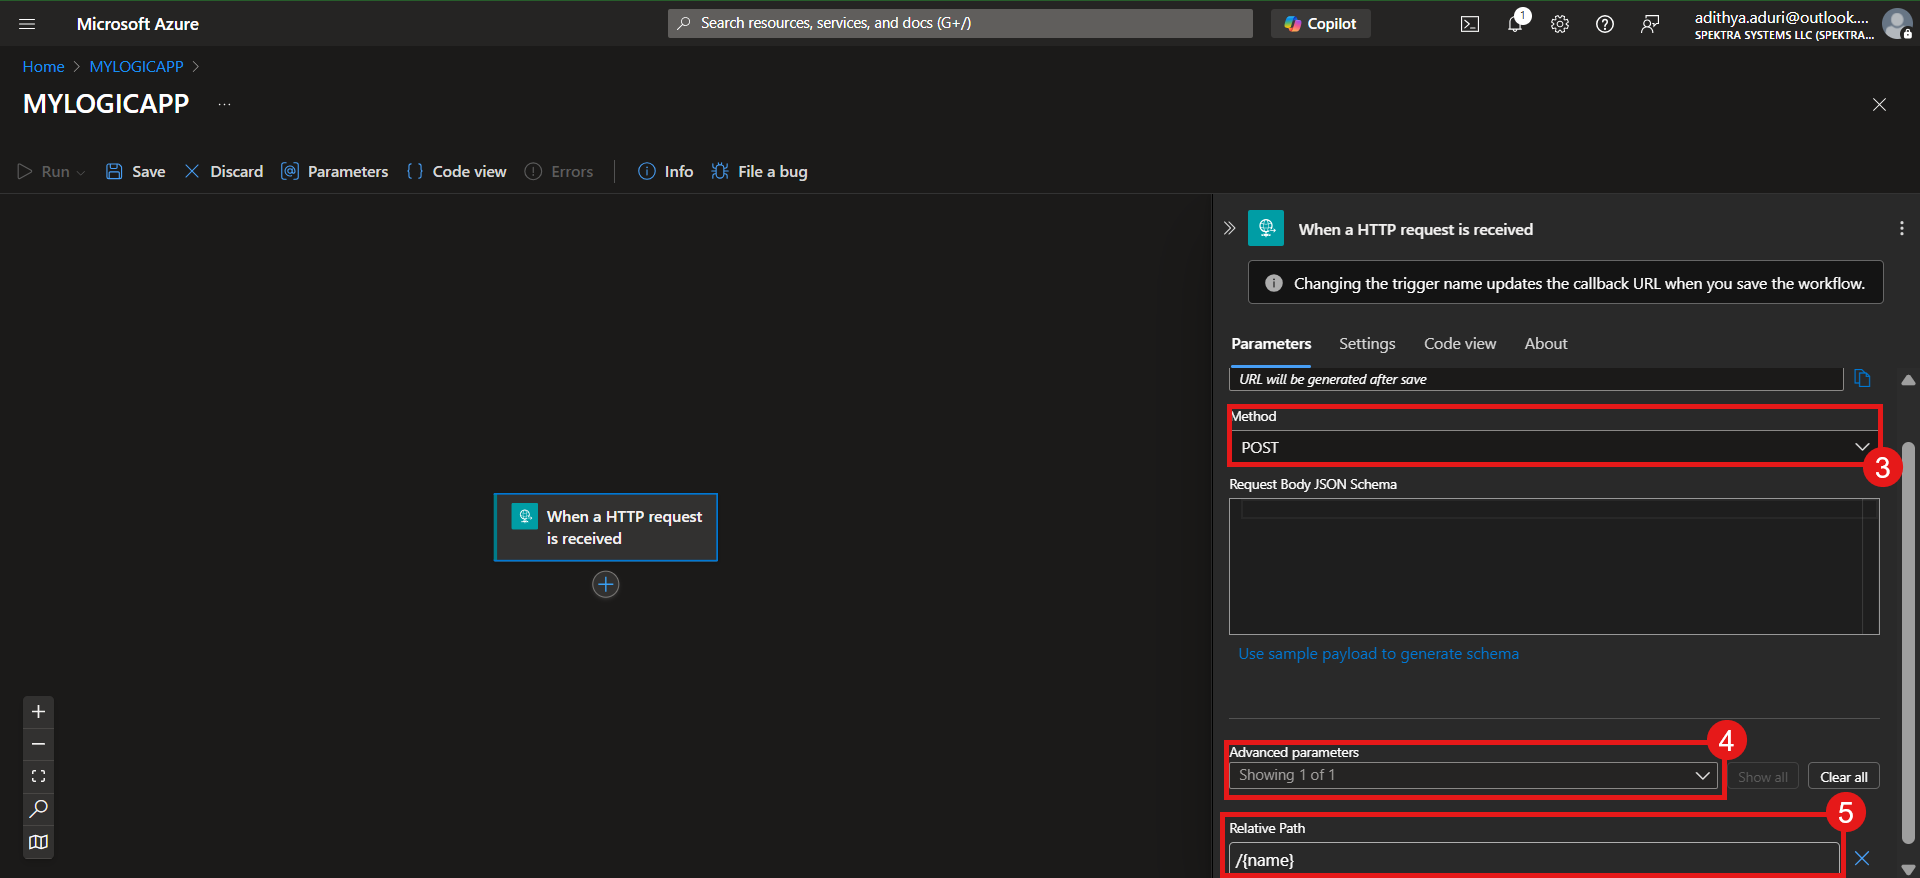 Microsoft Azure
Search resources, services, and docs (G+/)
Copilot
1
adithya.aduri@outlook....
SPEKTRA SYSTEMS LLC (SPEKTRA...
Home > MYLOGICAPP >
MYLOGICAPP ...
Run
Save
Discard
Parameters
Code view
Errors
Info
File a bug
When a HTTP request
is received
When a HTTP request is received
Changing the trigger name updates the callback URL when you save the workflow.
Parameters
Settings
Code view
About
URL will be generated after save
Method
POST
3
Request Body JSON Schema
Use sample payload to generate schema
4
Advanced parameters
Showing 1 of 1
Show all
Clear all
5
Relative Path
/{name}